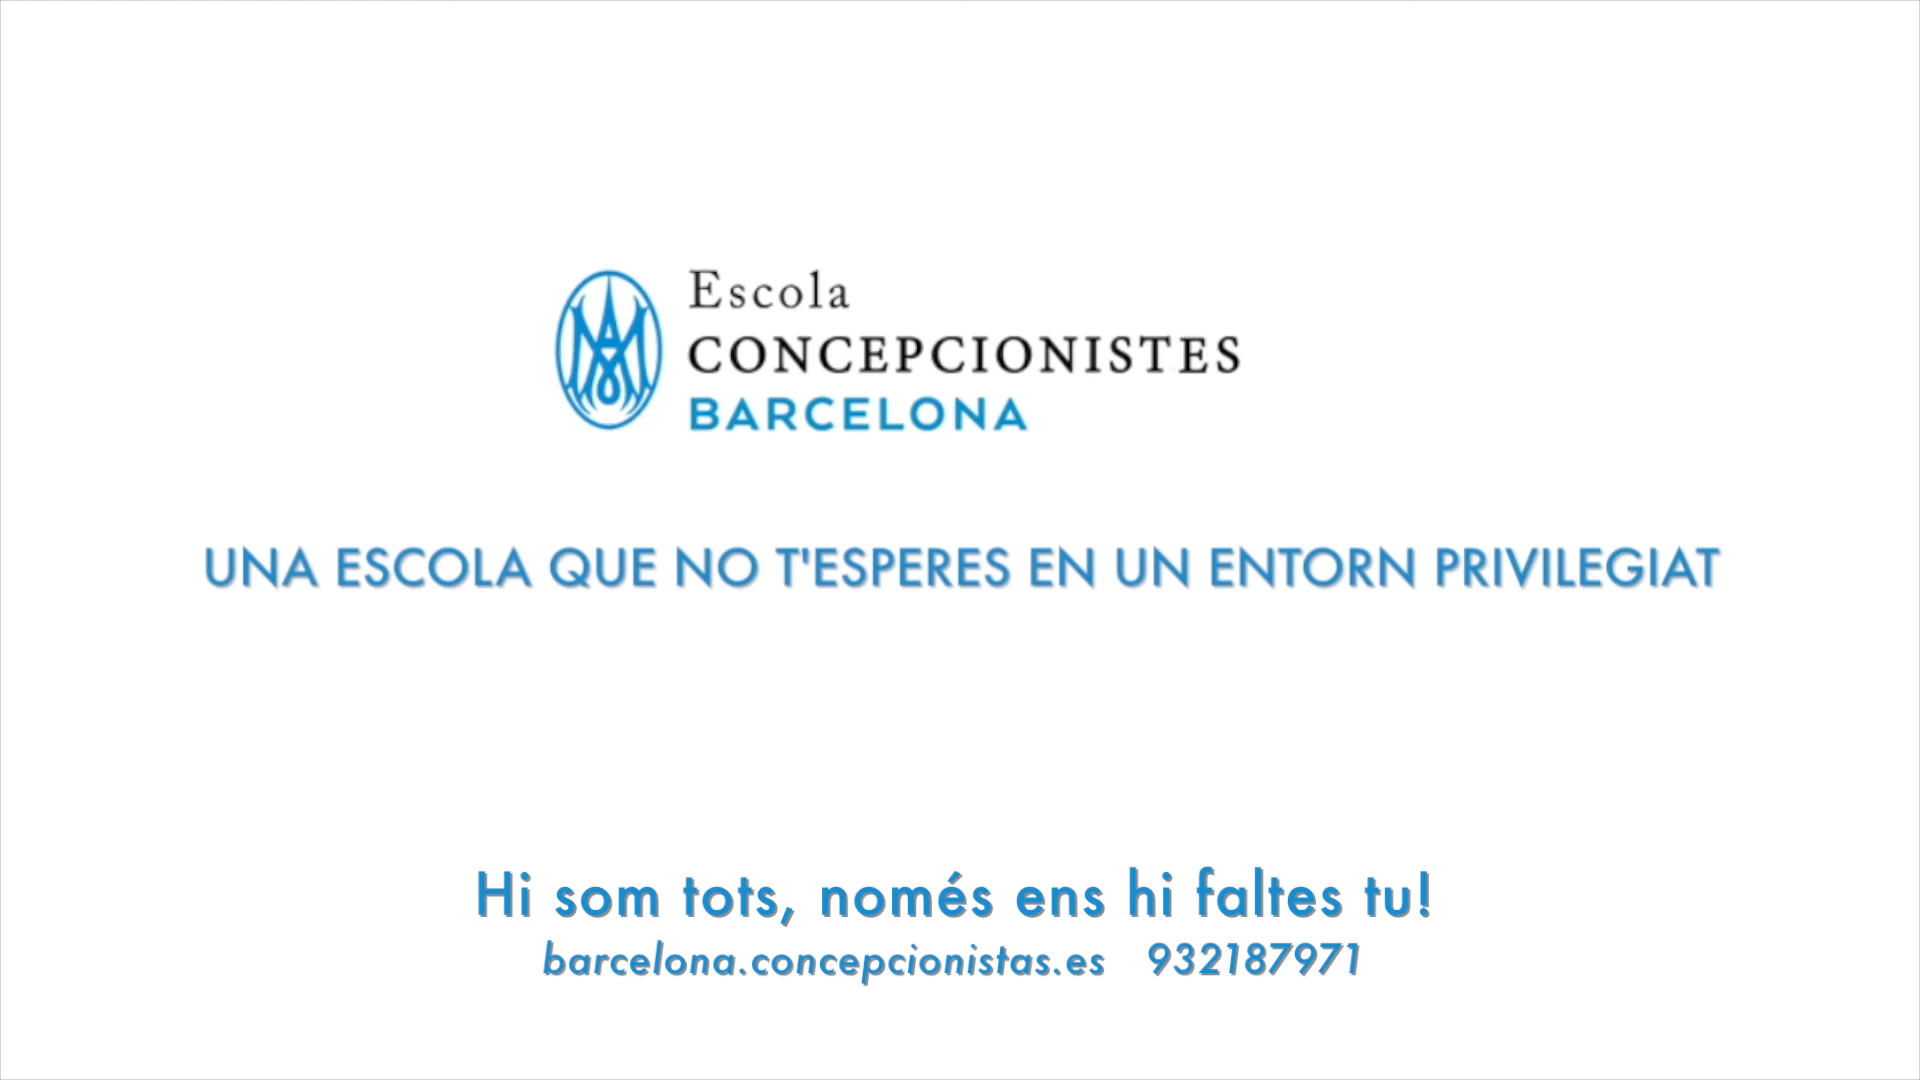 Escola
CONCEPCIONISTES
BARCELONA
UNA ESCOLA QUE NO T'ESPERES EN UN ENTORN PRIVILEGIAT
Hi som tots, només ens hi faltes tu!
barcelona.concepcionistas.es 932187971